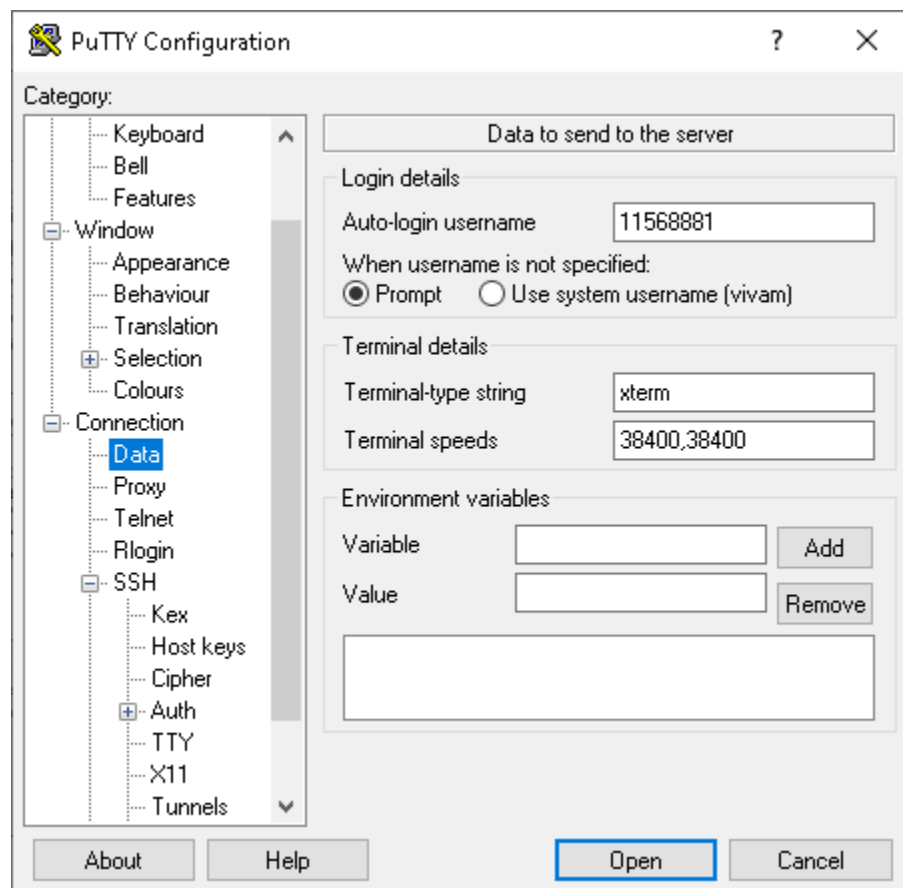 PuTTY Configuration
?
Category:
Keyboard
Bell
Features
Window
Appearance
Behaviour
Translation
Selection
Colours
Connection
Data
Proxy
Telnet
Rlogin
SSH
Kex
Host keys
Cipher
Auth
TTY
X11
Tunnels
Data to send to the server
Login details
Auto-login username 11568881
When username is not specified:
Prompt Use system username (vivam)
Terminal details
Terminal-type string xterm
Terminal speeds 38400,38400
Environment variables
Variable Add
Value
Remove
About Help Open Cancel